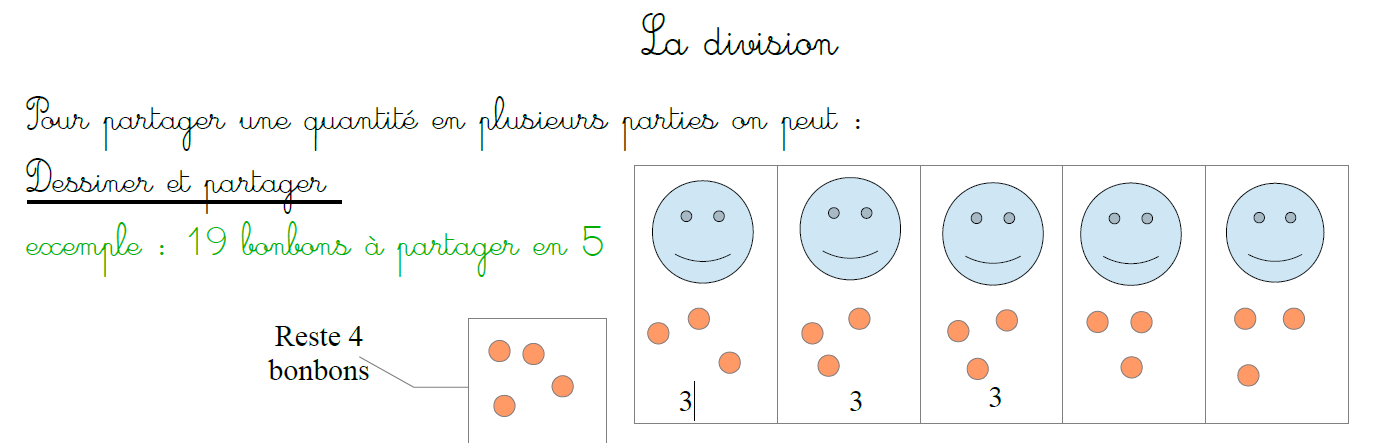 La division
Pour partager une quantité en plusieurs parties on peut :
Dessiner et partager
exemple : 19 bonbons à partager en 5
Reste 4
bonbons
3 3 3